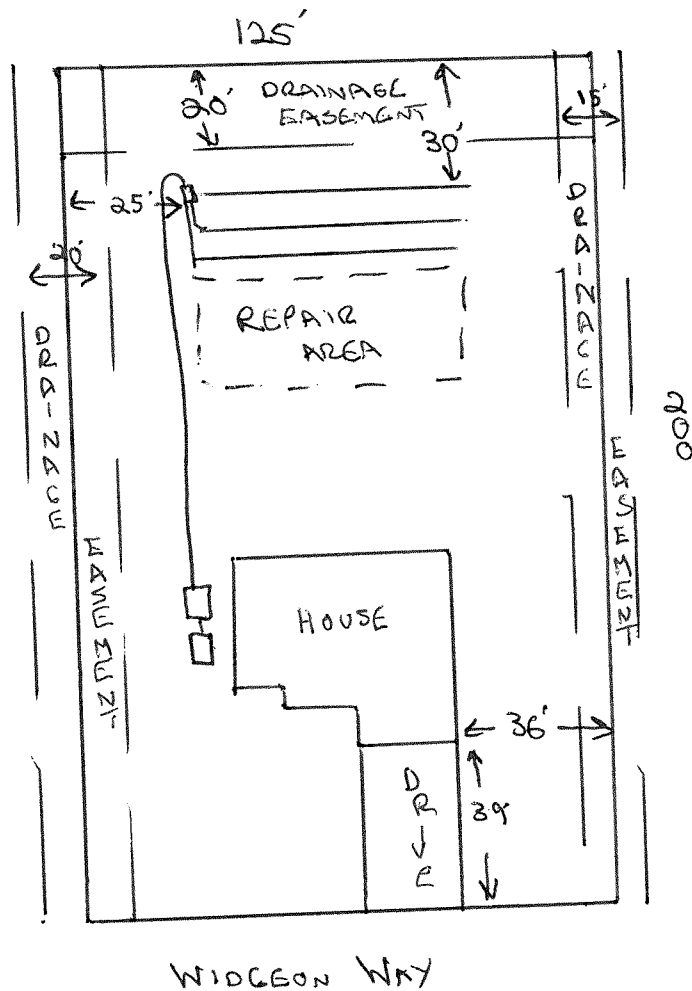 125'
20'
DRAINAGE
EASEMENT
30'
15'
25'
20'
DRAINAGE
EASEMENT
REPAIR
AREA
DRAINAGE
EASEMENT
200
HOUSE
36'
39'
DRIVE
WIDGEON WAY